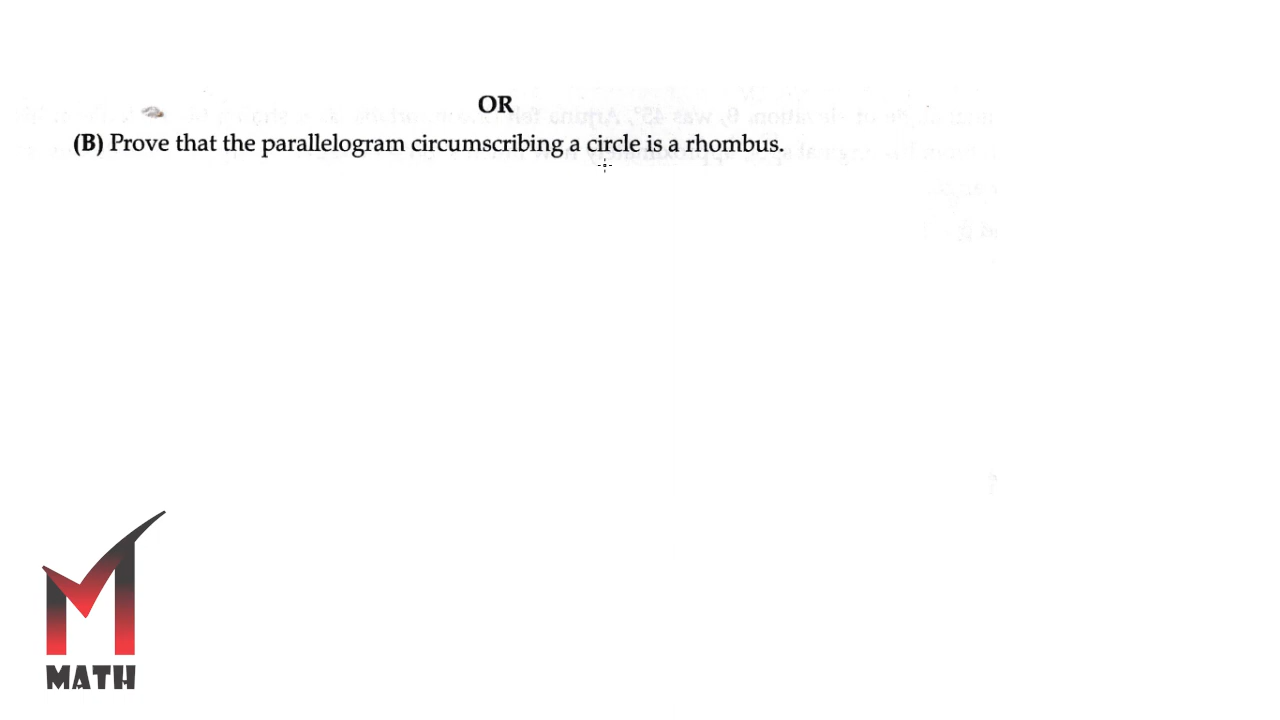 OR
(B) Prove that the parallelogram circumscribing a circle is a rhombus.
MATH